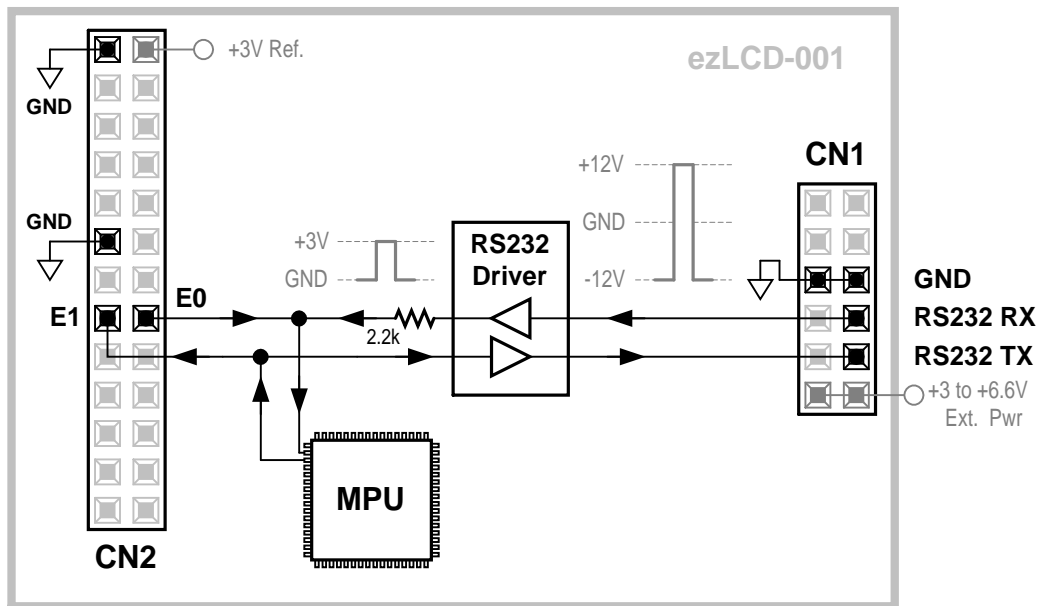 +3V Ref.
ezLCD-001
GND
CN1
+12V
GND
-12V
GND
+3V
GND
RS232
Driver
GND
RS232 RX
RS232 TX
+3 to +6.6V
Ext. Pwr
E1
E0
2.2k
MPU
CN2